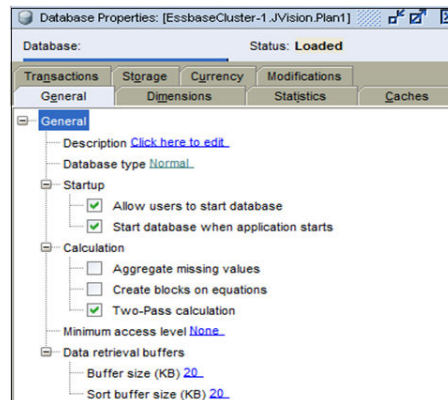 Database Properties: [EssbaseCluster-1.JVision.Plan1]
Database: Status: Loaded
Transactions Storage Currency Modifications
General Dimensions Statistics Caches
General
Description Click here to edit
Database type Normal
Startup
Allow users to start database
Start database when application starts
Calculation
Aggregate missing values
Create blocks on equations
Two-Pass calculation
Minimum access level None
Data retrieval buffers
Buffer size (KB) 20
Sort buffer size (KB) 20